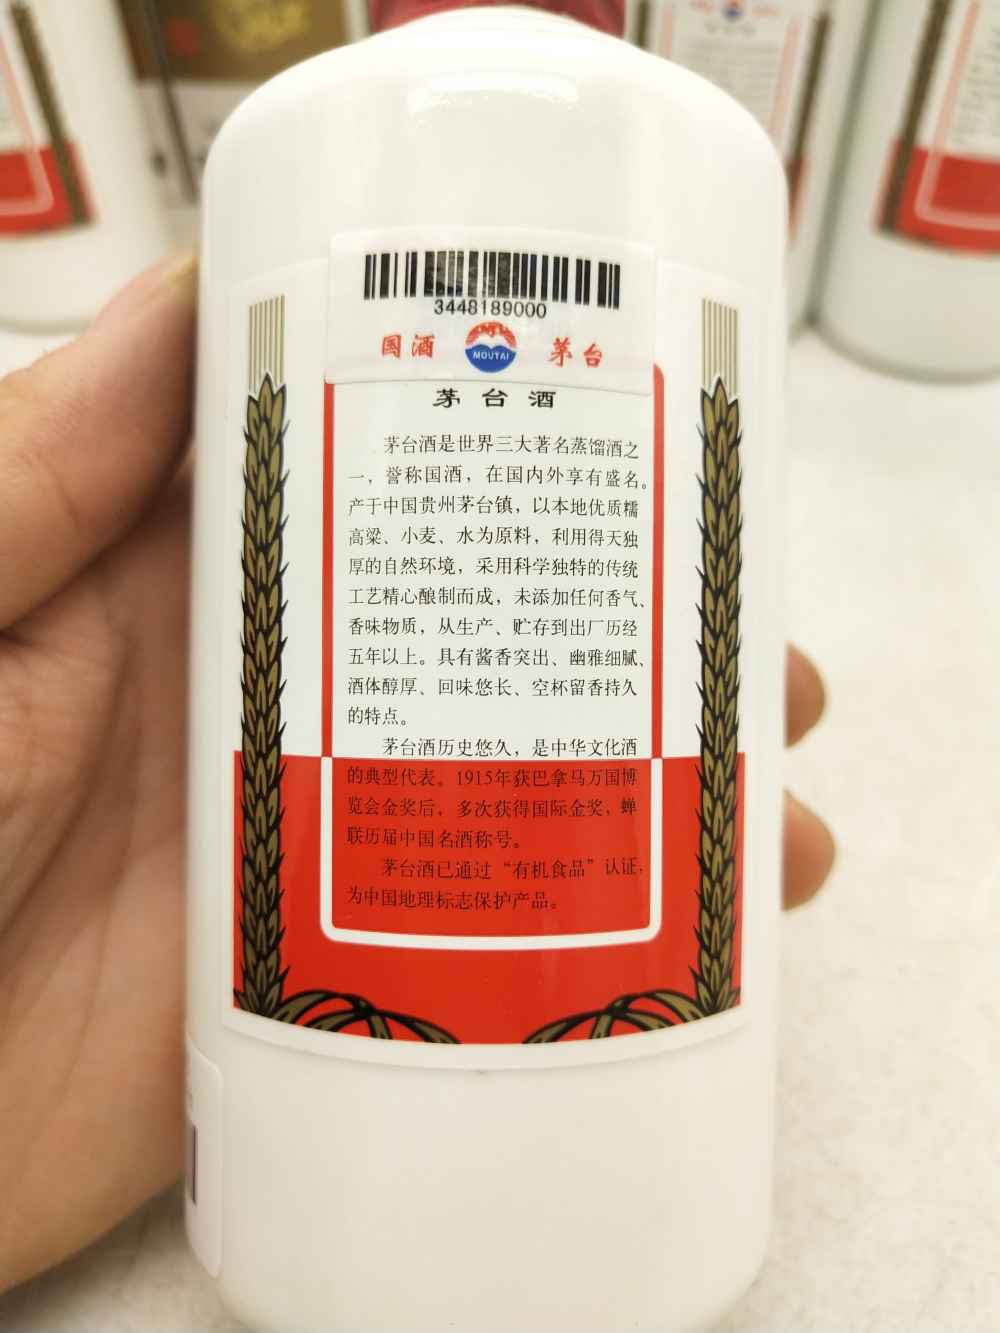 3448189000
国酒 MOUTAI 茅台
茅台酒
茅台酒是世界三大著名蒸馏酒之
一，誉称国酒，在国内外享有盛名。
产于中国贵州茅台镇，以本地优质糯
高粱、小麦、水为原料，利用得天独
厚的自然环境，采用科学独特的传统
工艺精心酿制而成，未添加任何香气、
香味物质，从生产、贮存到出厂历经
五年以上。具有酱香突出、幽雅细腻、
酒体醇厚、回味悠长、空杯留香持久
的特点。
茅台酒历史悠久，是中华文化酒
的典型代表。1915年获巴拿马万国博
览会金奖后，多次获得国际金奖，蝉
联历届中国名酒称号。
茅台酒已通过“有机食品”认证，
为中国地理标志保护产品。